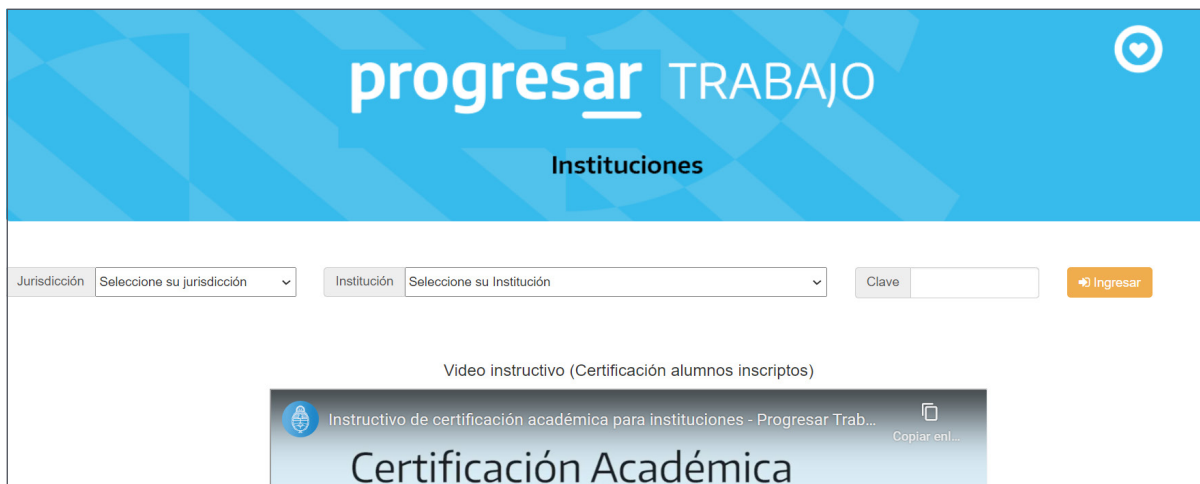 progresar TRABAJO
Instituciones
Jurisdicción Seleccione su jurisdicción Institución Seleccione su Institución Clave Ingresar
Video instructivo (Certificación alumnos inscriptos)
Instructivo de certificación académica para instituciones - Progresar Trab...
Copiar enl...
Certificación Académica